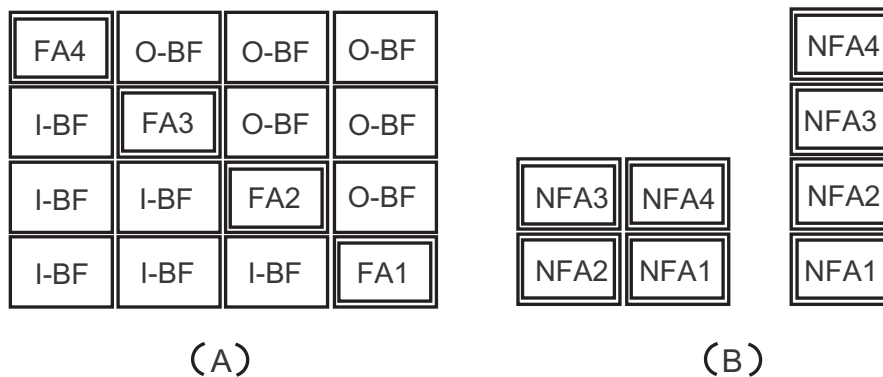 FA4 O-BF O-BF O-BF
I-BF FA3 O-BF O-BF
I-BF I-BF FA2 O-BF
I-BF I-BF I-BF FA1
(A)
NFA3 NFA4
NFA2 NFA1
NFA4
NFA3
NFA2
NFA1
(B)